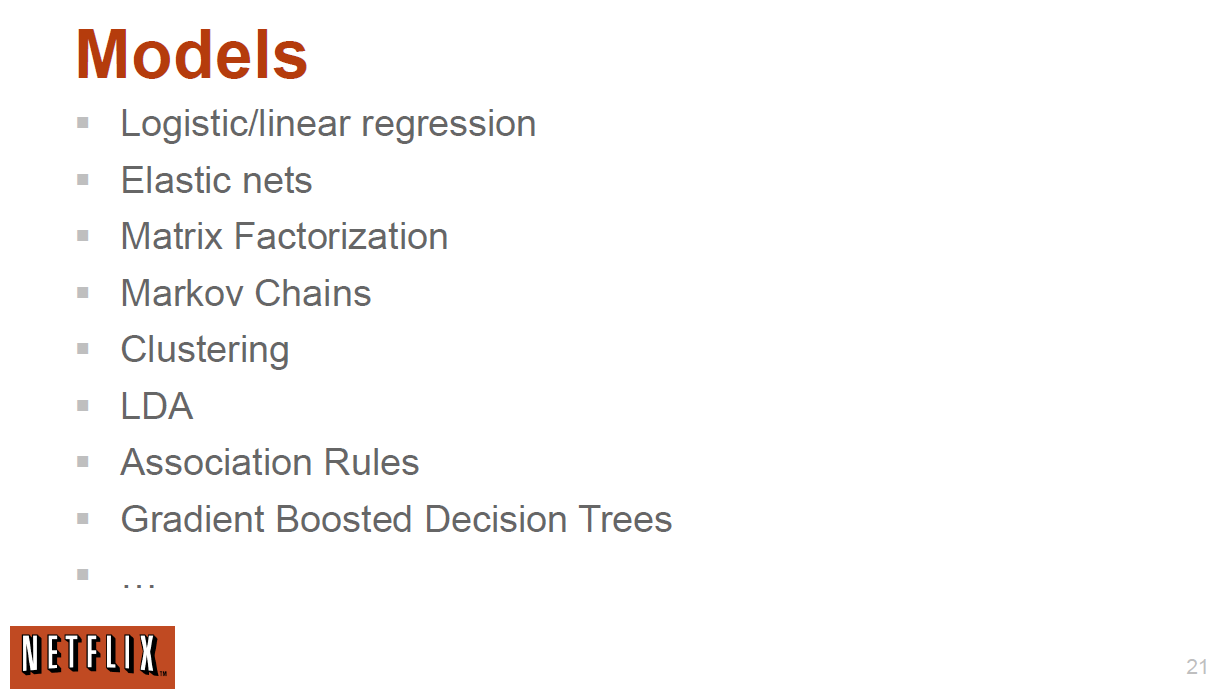 Models
Logistic/linear regression
Elastic nets
Matrix Factorization
Markov Chains
Clustering
LDA
Association Rules
Gradient Boosted Decision Trees
…
NETFLIX™
21